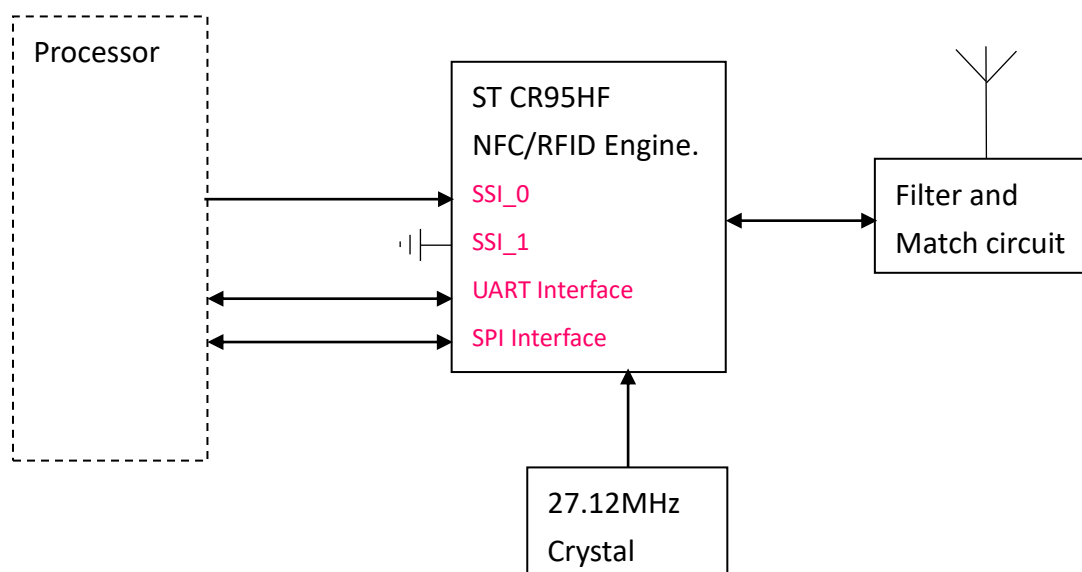 Processor
ST CR95HF
NFC/RFID Engine.
SSI_0
SSI_1
UART Interface
SPI Interface
Filter and
Match circuit
27.12MHz
Crystal